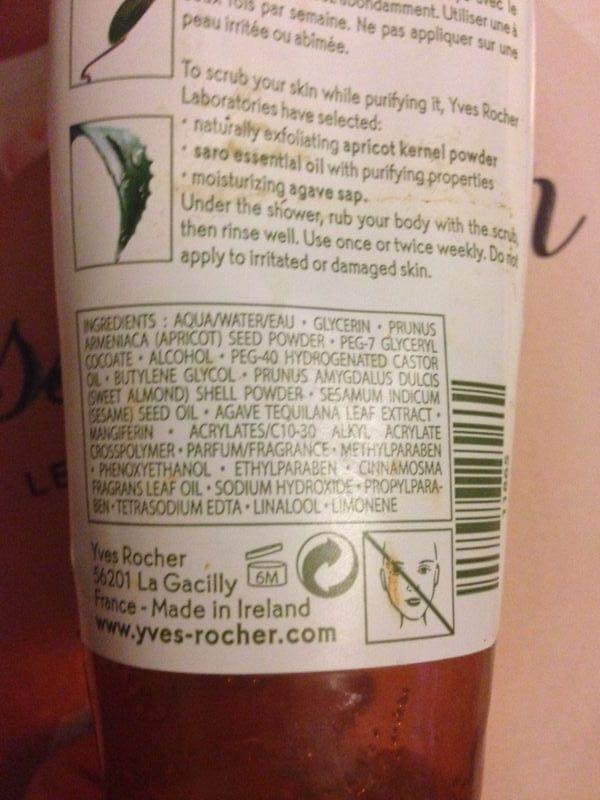 avec le
abondamment. Utiliser une à
deux fois par semaine. Ne pas appliquer sur une
peau irritée ou abîmée.
To scrub your skin while purifying it, Yves Rocher
Laboratories have selected:
• naturally exfoliating apricot kernel powder
• saro essential oil with purifying properties
• moisturizing agave sap.
Under the shower, rub your body with the scrub,
then rinse well. Use once or twice weekly. Do not
apply to irritated or damaged skin.
INGREDIENTS : AQUA/WATER/EAU • GLYCERIN • PRUNUS
ARMENIACA (APRICOT) SEED POWDER • PEG-7 GLYCERYL
COCOATE • ALCOHOL • PEG-40 HYDROGENATED CASTOR
OIL • BUTYLENE GLYCOL • PRUNUS AMYGDALUS DULCIS
(SWEET ALMOND) SHELL POWDER • SESAMUM INDICUM
(SESAME) SEED OIL • AGAVE TEQUILANA LEAF EXTRACT •
MANGIFERIN • ACRYLATES/C10-30 ALKYL ACRYLATE
CROSSPOLYMER • PARFUM/FRAGRANCE • METHYLPARABEN
• PHENOXYETHANOL • ETHYLPARABEN • CINNAMOSMA
FRAGRANS LEAF OIL • SODIUM HYDROXIDE • PROPYLPARA-
BEN • TETRASODIUM EDTA • LINALOOL • LIMONENE
Yves Rocher
56201 La Gacilly
France - Made in Ireland
www.yves-rocher.com
6M
LE